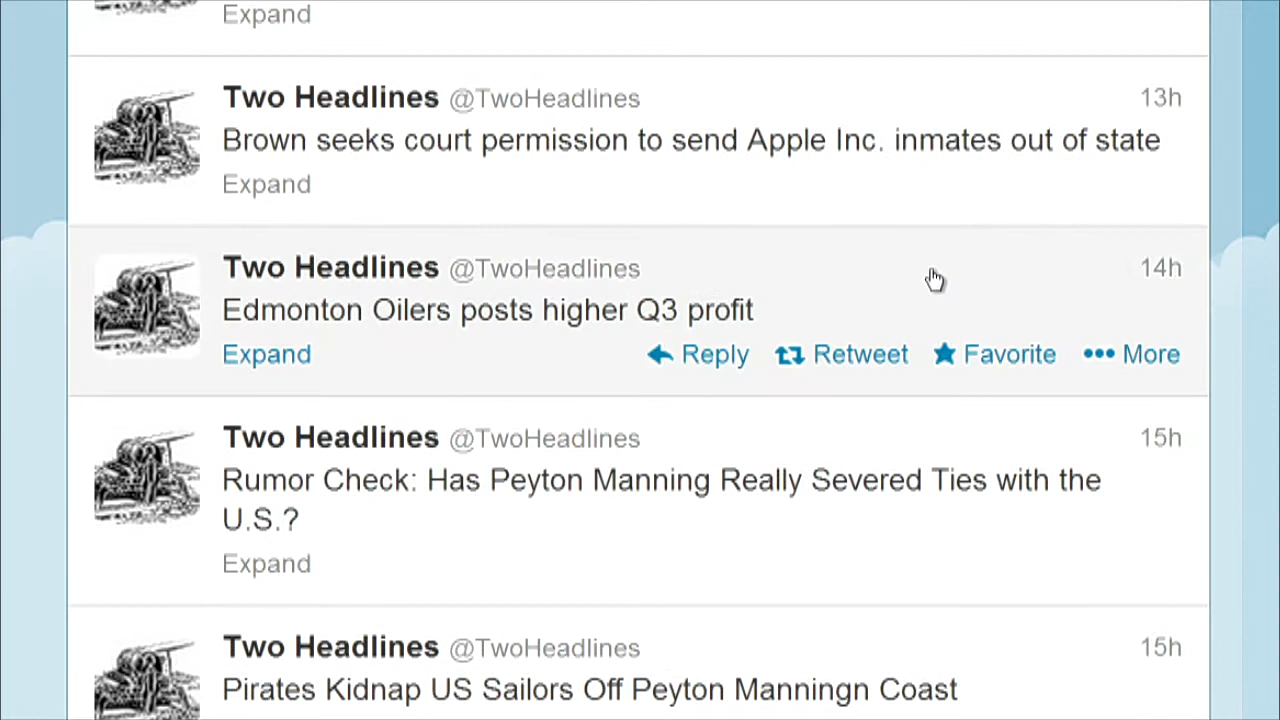 Expand
Two Headlines @TwoHeadlines 13h
Brown seeks court permission to send Apple Inc. inmates out of state
Expand
Two Headlines @TwoHeadlines 14h
Edmonton Oilers posts higher Q3 profit
Expand Reply Retweet Favorite More
Two Headlines @TwoHeadlines 15h
Rumor Check: Has Peyton Manning Really Severed Ties with the
U.S.?
Expand
Two Headlines @TwoHeadlines 15h
Pirates Kidnap US Sailors Off Peyton Manningn Coast